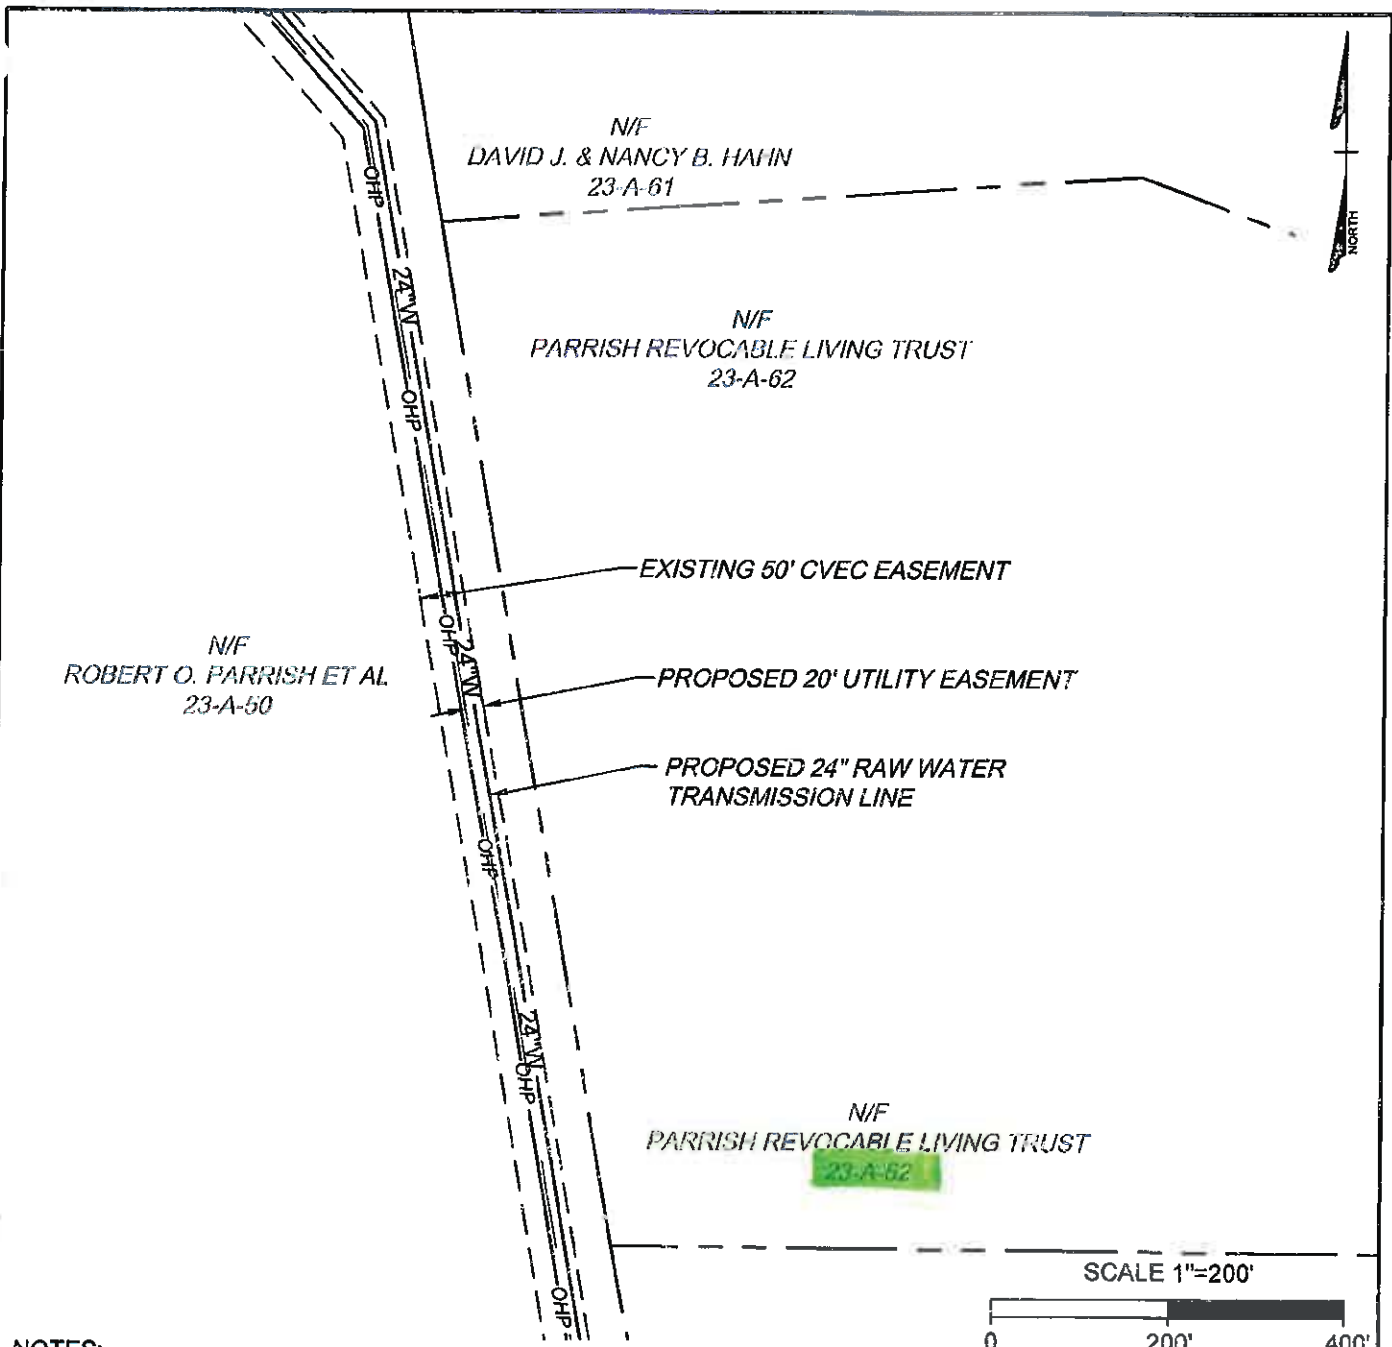 N/F
DAVID J. & NANCY B. HAHN
23-A-61
NORTH
N/F
PARRISH REVOCABLE LIVING TRUST
23-A-62
OHP
24"W
OHP
EXISTING 50' CVEC EASEMENT
N/F
ROBERT O. PARRISH ET AL
23-A-50
OHP
24"W
PROPOSED 20' UTILITY EASEMENT
PROPOSED 24" RAW WATER
TRANSMISSION LINE
OHP
24"W
OHP
N/F
PARRISH REVOCABLE LIVING TRUST
23-A-62
SCALE 1"=200'
OHP
0 200' 400'
NOTES: